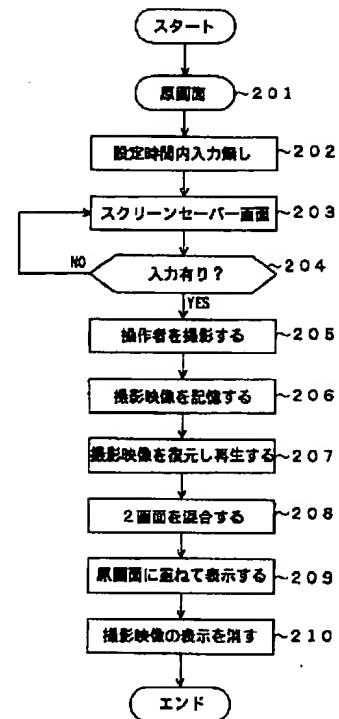 スタート
原画面 201
設定時間内入力無し 202
スクリーンセーバー画面 203
NO 入力有り? 204
YES
操作者を撮影する 205
撮影映像を記憶する 206
撮影映像を復元し再生する 207
2画面を混合する 208
原画面に重ねて表示する 209
撮影映像の表示を消す 210
エンド